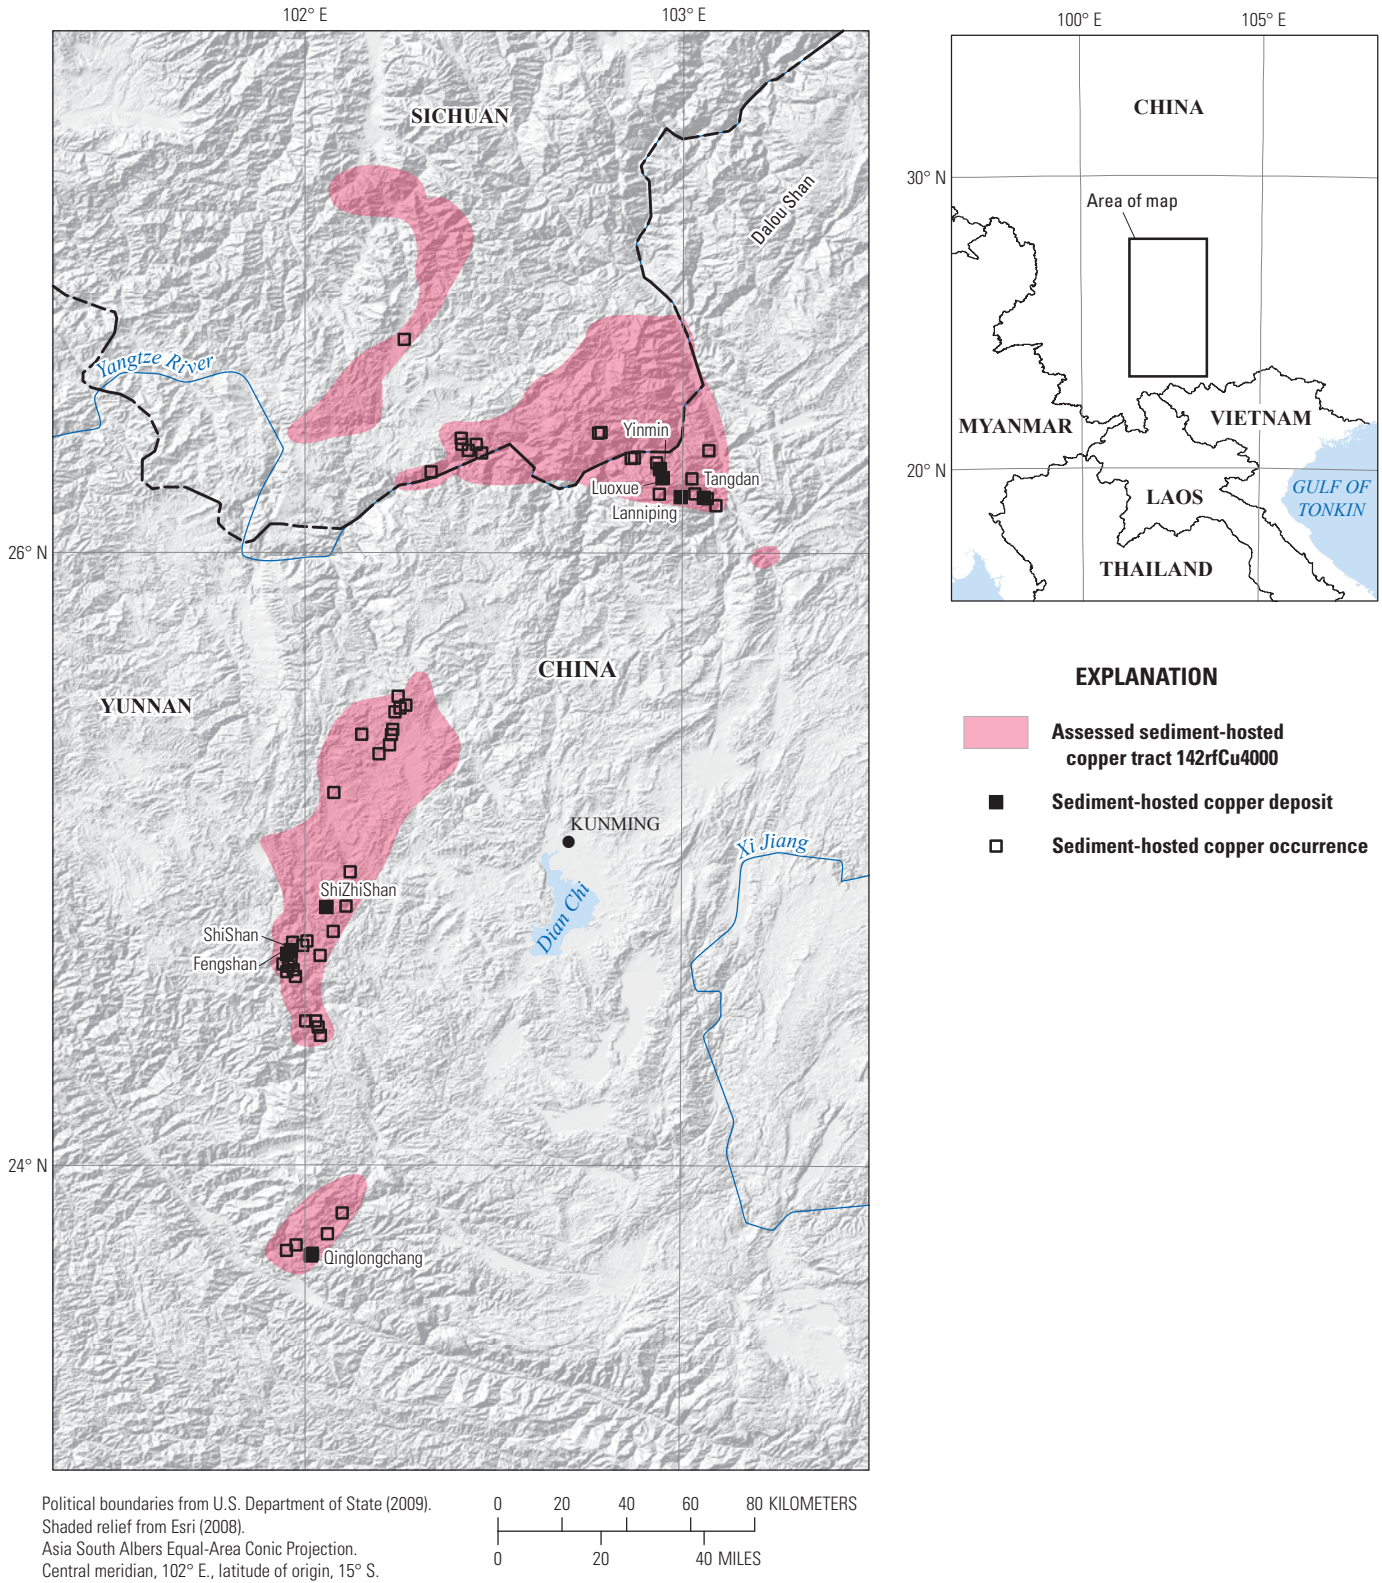 102° E
103° E
SICHUAN
Dalou Shan
Yangtze River
Yinmin
Luoxue
Tangdan
Lanniping
26° N
CHINA
YUNNAN
KUNMING
Xi Jiang
Dian Chi
ShiZhiShan
ShiShan
Fengshan
24° N
Qinglongchang
Political boundaries from U.S. Department of State (2009).
Shaded relief from Esri (2008).
Asia South Albers Equal-Area Conic Projection.
Central meridian, 102° E., latitude of origin, 15° S.
0 20 40 60 80 KILOMETERS
0 20 40 MILES
100° E
105° E
CHINA
30° N
Area of map
MYANMAR
VIETNAM
20° N
LAOS
GULF OF
TONKIN
THAILAND
EXPLANATION
Assessed sediment-hosted
copper tract 142rfCu4000
Sediment-hosted copper deposit
Sediment-hosted copper occurrence